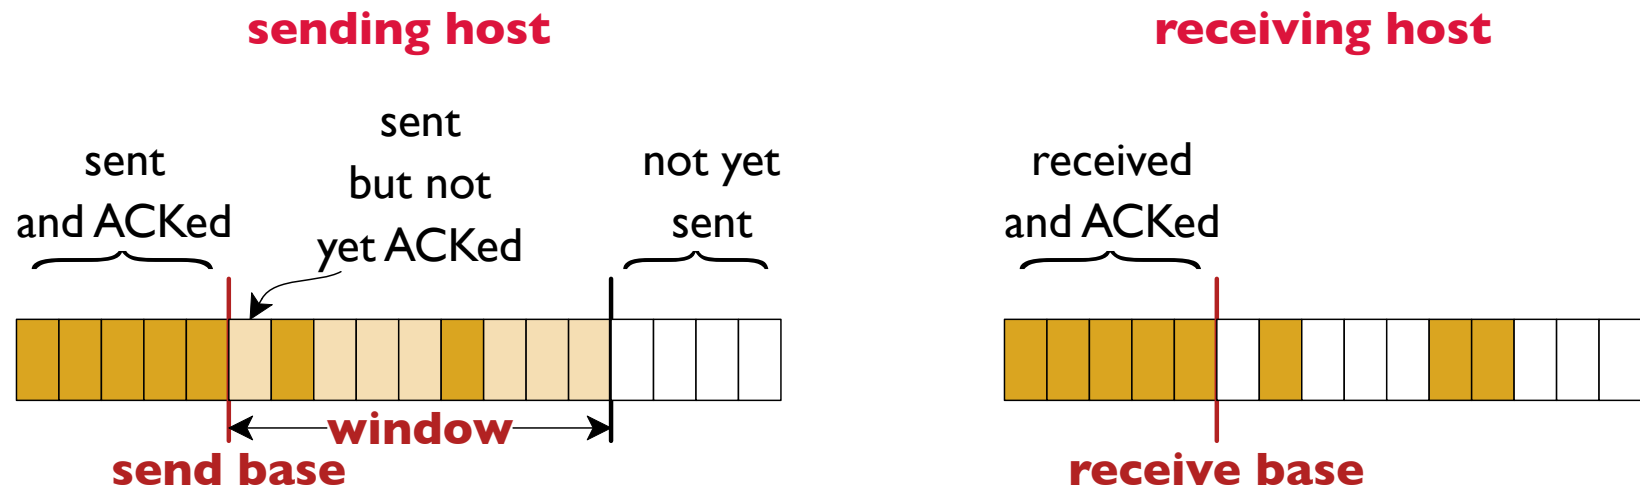 sending host
receiving host
sent
but not
yet ACKed
sent
and ACKed
not yet
sent
received
and ACKed
window
send base
receive base